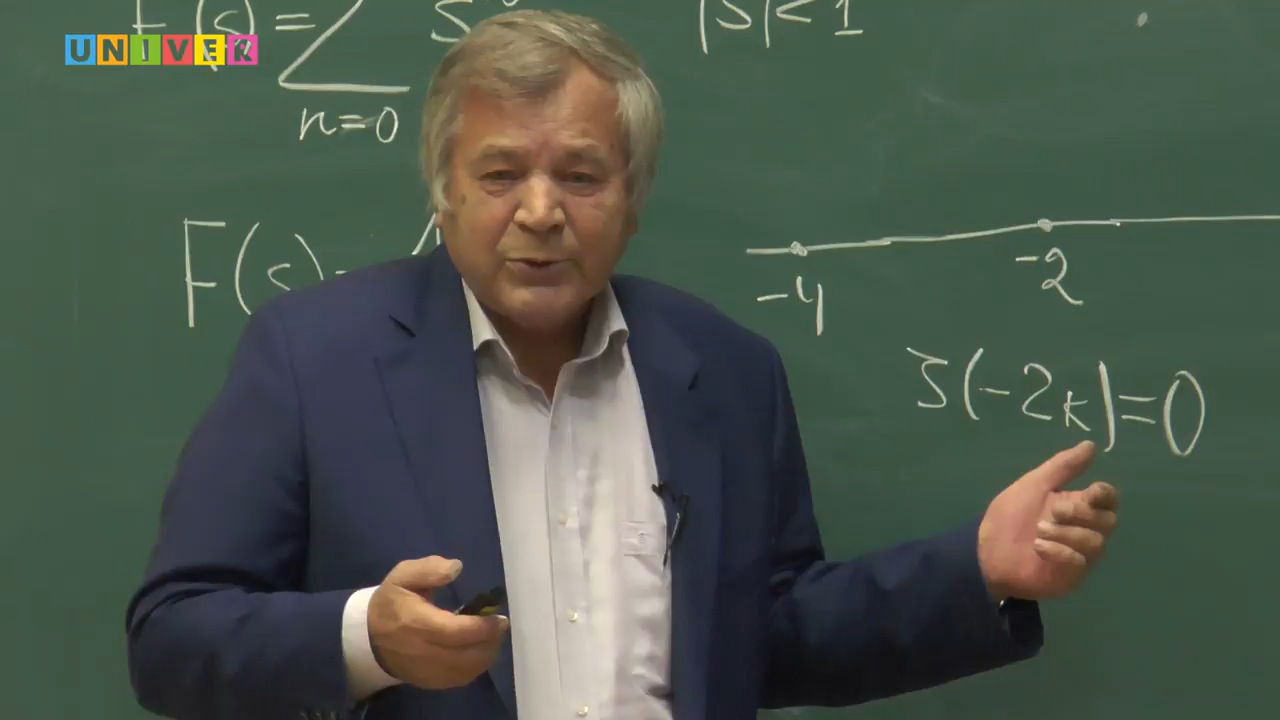 UNIVER
F(s)=∑ s |s|<1
n=0
F(s)=
-4 -2
ζ(-2k)=0